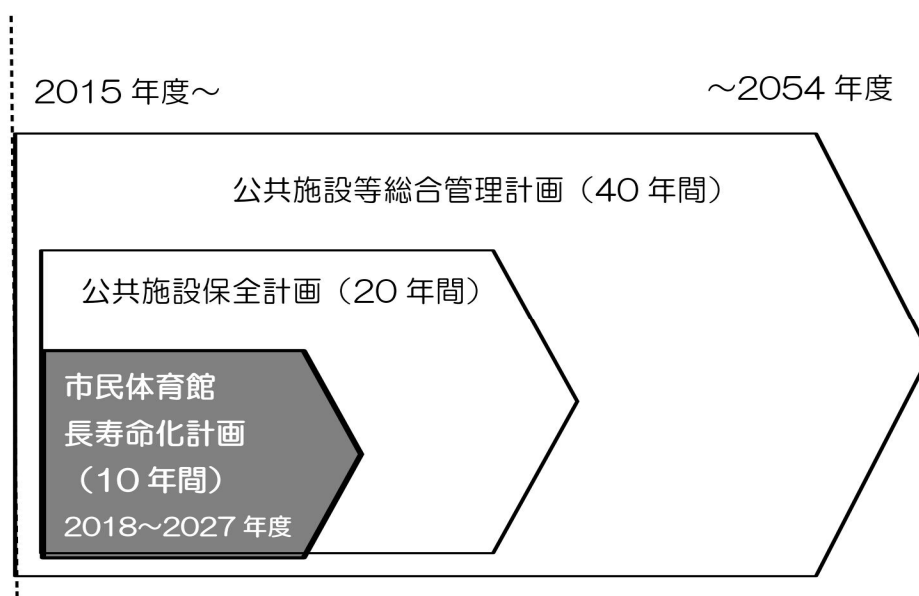 2015 年度～
～2054 年度
公共施設等総合管理計画（40 年間）
公共施設保全計画（20 年間）
市民体育館
長寿命化計画
（10 年間）
2018～2027 年度